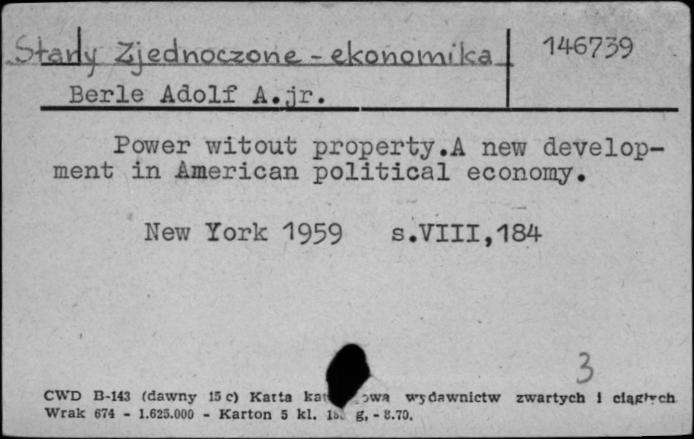 Stany Zjednoczone - ekonomika
146739
Berle Adolf A.jr.
Power witout property.A new develop-
ment in American political economy.
New York 1959 s.VIII,184
3
CWD B-143 (dawny 15 c) Karta wydawnictw zwartych i ciągłych
Wrak 674 - 1.625.000 - Karton 5 kl. g, - 8.70.